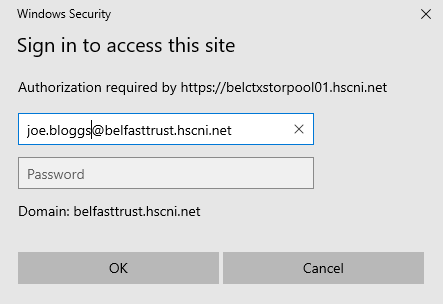 Windows Security
Sign in to access this site
Authorization required by https://belctxstorpool01.hscni.net
joe.bloggs@belfasttrust.hscni.net
Password
Domain: belfasttrust.hscni.net
OK
Cancel